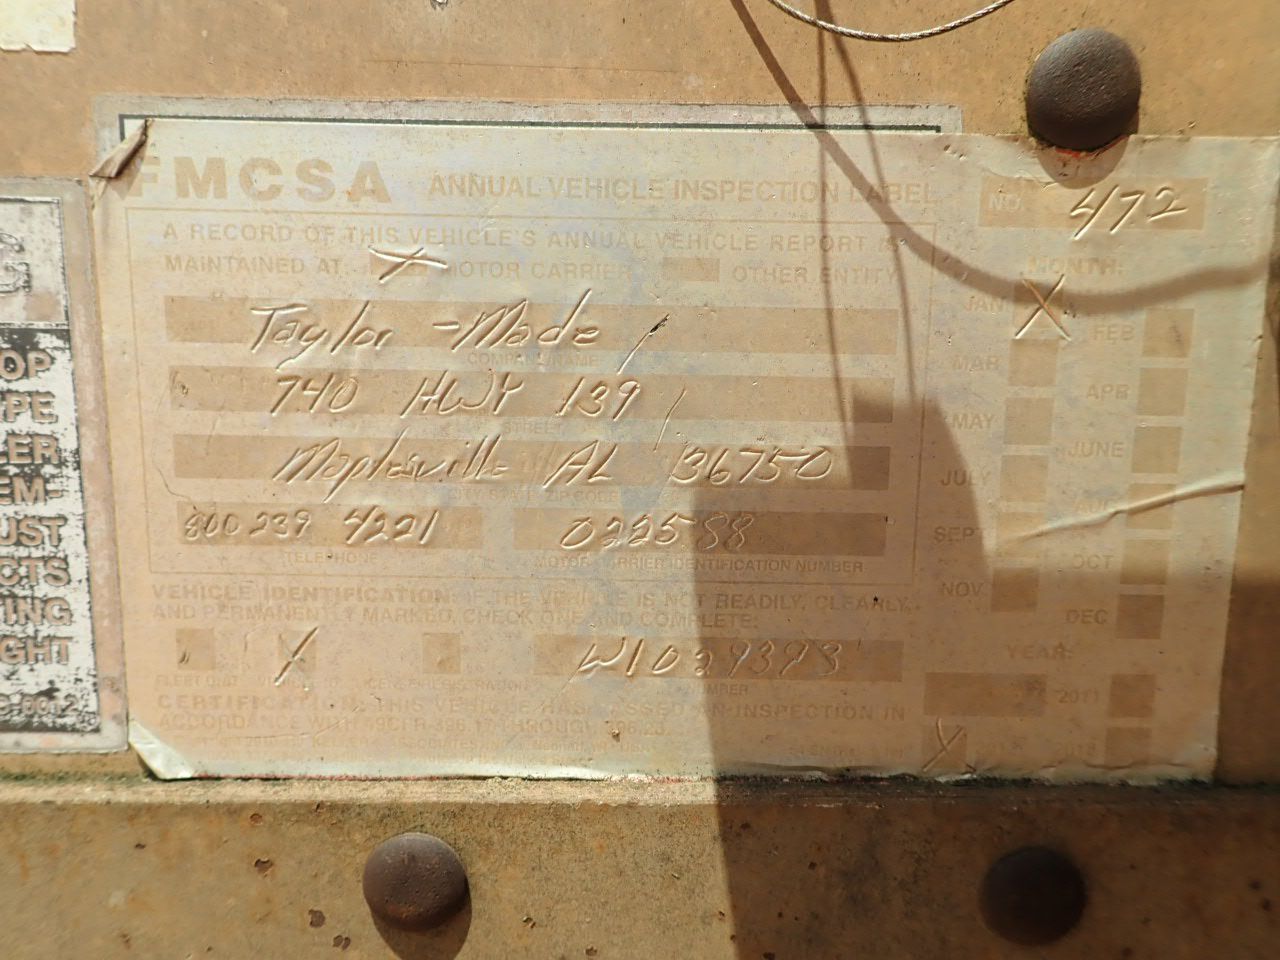 FMCSA ANNUAL VEHICLE INSPECTION LABEL NO. 472
A RECORD OF THIS VEHICLE'S ANNUAL VEHICLE REPORT IS
MAINTAINED AT: X MOTOR CARRIER OTHER ENTITY
Taylor-Made
COMPANY NAME
740 HWY 139
STREET
Maplesville AL 36750
CITY, STATE, ZIP CODE
800 239 4221 022588
TELEPHONE MOTOR CARRIER IDENTIFICATION NUMBER
VEHICLE IDENTIFICATION: IF THE VEHICLE IS NOT READILY, CLEARLY,
AND PERMANENTLY MARKED, CHECK ONE AND COMPLETE:
X W1029393
NUMBER
CERTIFICATION: THIS VEHICLE HAS PASSED AN INSPECTION IN
ACCORDANCE WITH 49CFR 396.17 THROUGH 396.23.
MONTH:
JAN X FEB
MAR APR
MAY JUNE
JULY AUG
SEPT OCT
NOV DEC
YEAR:
2011
X
OP
YPE
LER
EM-
UST
CTS
ING
GHT